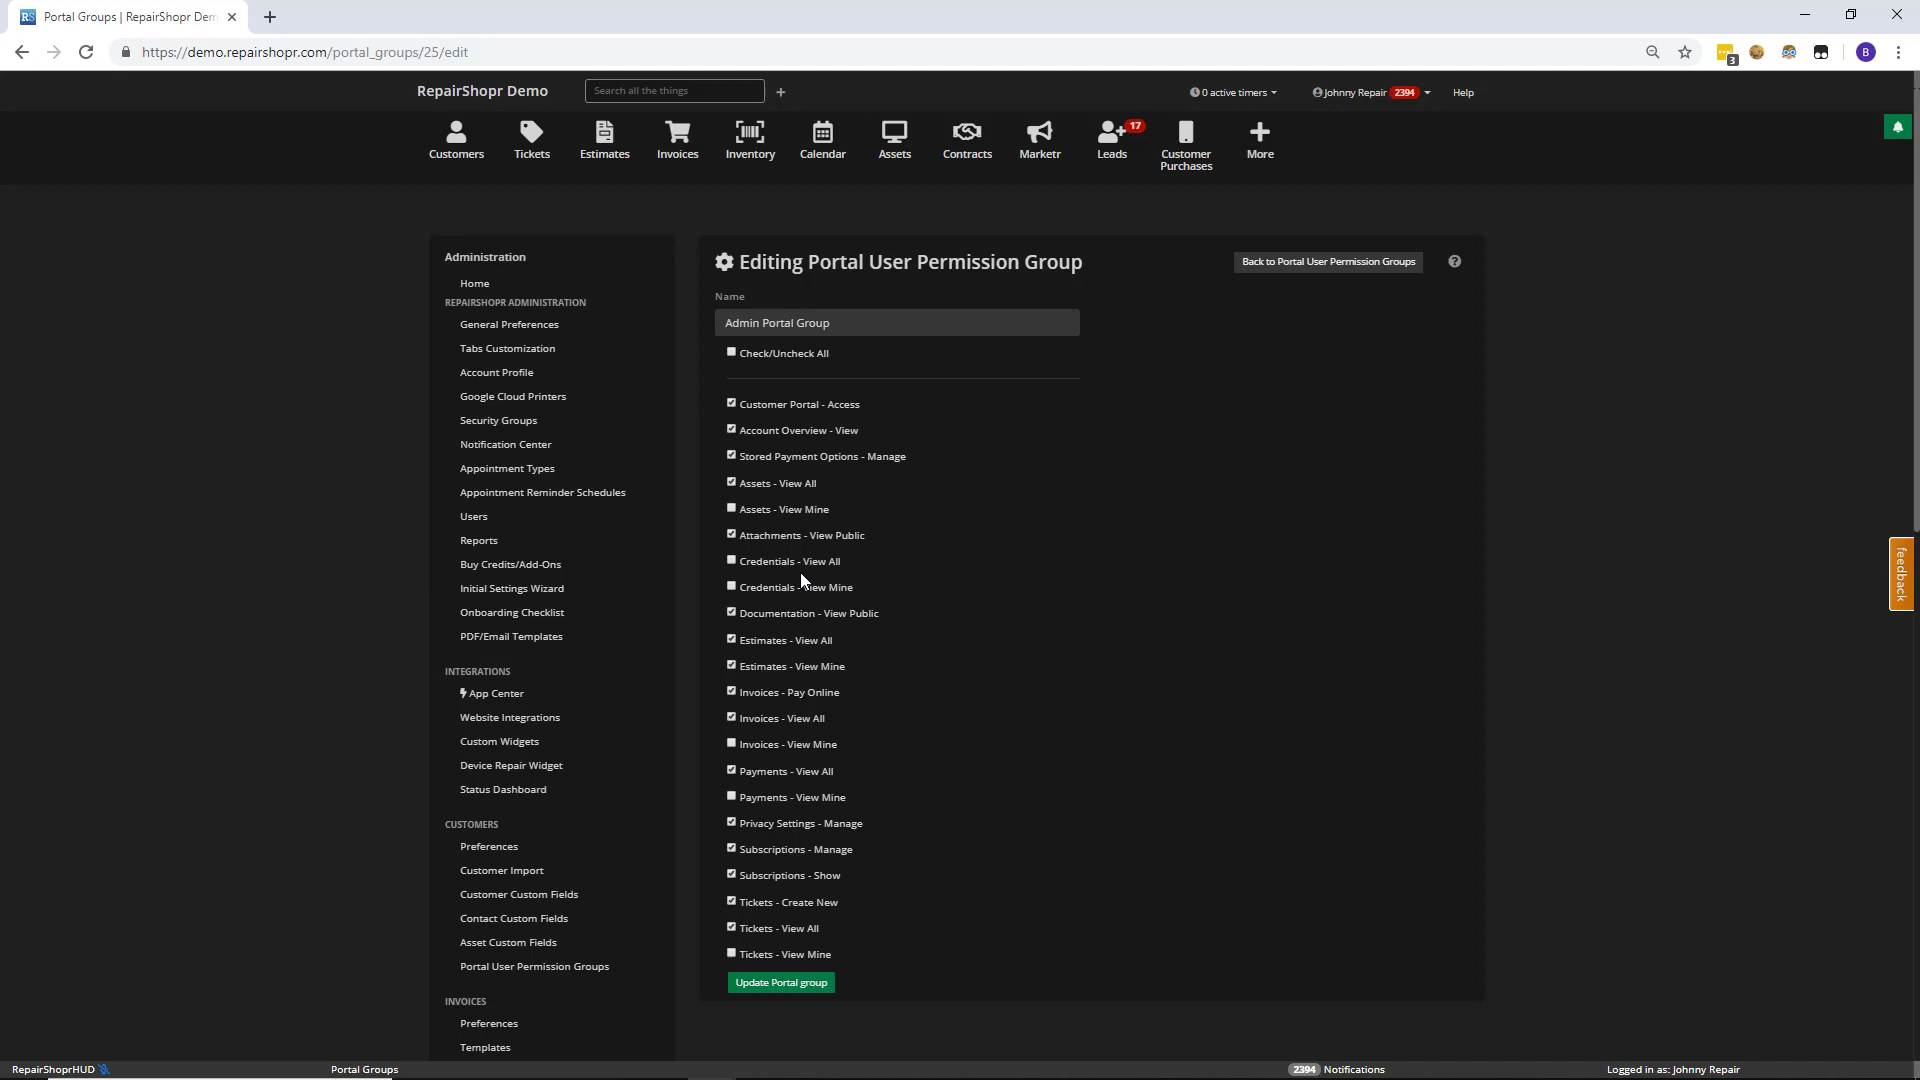 Portal Groups | RepairShopr Dem
https://demo.repairshopr.com/portal_groups/25/edit
3
B
RepairShopr Demo
Search all the things
0 active timers
Johnny Repair 2394
Help
Customers
Tickets
Estimates
Invoices
Inventory
Calendar
Assets
Contracts
Marketr
Leads
17
Customer
Purchases
More
Administration
Home
REPAIRSHOPR ADMINISTRATION
General Preferences
Tabs Customization
Account Profile
Google Cloud Printers
Security Groups
Notification Center
Appointment Types
Appointment Reminder Schedules
Users
Reports
Buy Credits/Add-Ons
Initial Settings Wizard
Onboarding Checklist
PDF/Email Templates
INTEGRATIONS
App Center
Website Integrations
Custom Widgets
Device Repair Widget
Status Dashboard
CUSTOMERS
Preferences
Customer Import
Customer Custom Fields
Contact Custom Fields
Asset Custom Fields
Portal User Permission Groups
INVOICES
Preferences
Templates
Editing Portal User Permission Group
Back to Portal User Permission Groups
?
Name
Admin Portal Group
Check/Uncheck All
Customer Portal - Access
Account Overview - View
Stored Payment Options - Manage
Assets - View All
Assets - View Mine
Attachments - View Public
Credentials - View All
Credentials - View Mine
Documentation - View Public
Estimates - View All
Estimates - View Mine
Invoices - Pay Online
Invoices - View All
Invoices - View Mine
Payments - View All
Payments - View Mine
Privacy Settings - Manage
Subscriptions - Manage
Subscriptions - Show
Tickets - Create New
Tickets - View All
Tickets - View Mine
Update Portal group
feedback
RepairShoprHUD
Portal Groups
2394 Notifications
Logged in as: Johnny Repair
RS